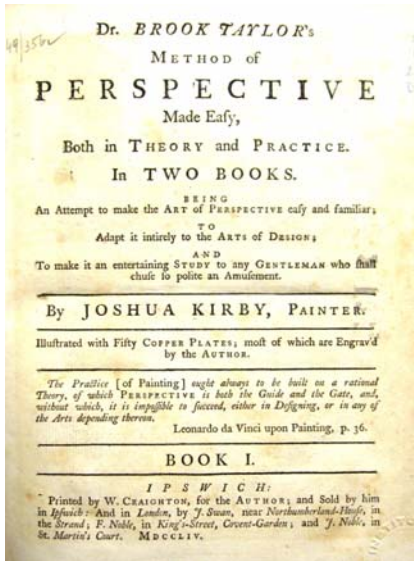 49/356
Dr. BROOK TAYLOR's
METHOD of
PERSPECTIVE
Made Eaſy,
Both in THEORY and PRACTICE.
In TWO BOOKS.
BEING
An Attempt to make the ART of PERSPECTIVE eaſy and familiar;
TO
Adapt it intirely to the ARTS of DESIGN;
AND
To make it an entertaining STUDY to any GENTLEMAN who ſhall
chuſe ſo polite an Amuſement.
By JOSHUA KIRBY, PAINTER.
Illuſtrated with Fifty COPPER PLATES; moſt of which are Engrav'd
by the AUTHOR.
The Practice [of Painting] ought always to be built on a rational
Theory, of which PERSPECTIVE is both the Guide and the Gate, and,
without which, it is impoſſible to ſucceed, either in Deſigning, or in any of
the Arts depending thereon.
Leonardo da Vinci upon Painting, p. 36.
BOOK I.
IPSWICH:
Printed by W. CRAIGHTON, for the AUTHOR; and Sold by him
in Ipſwich: And in London, by J. Swan, near Northumberland-Houſe, in
the Strand; F. Noble, in King's-Street, Covent-Garden; and J. Noble, in
St. Martin's Court. MDCCLIV.